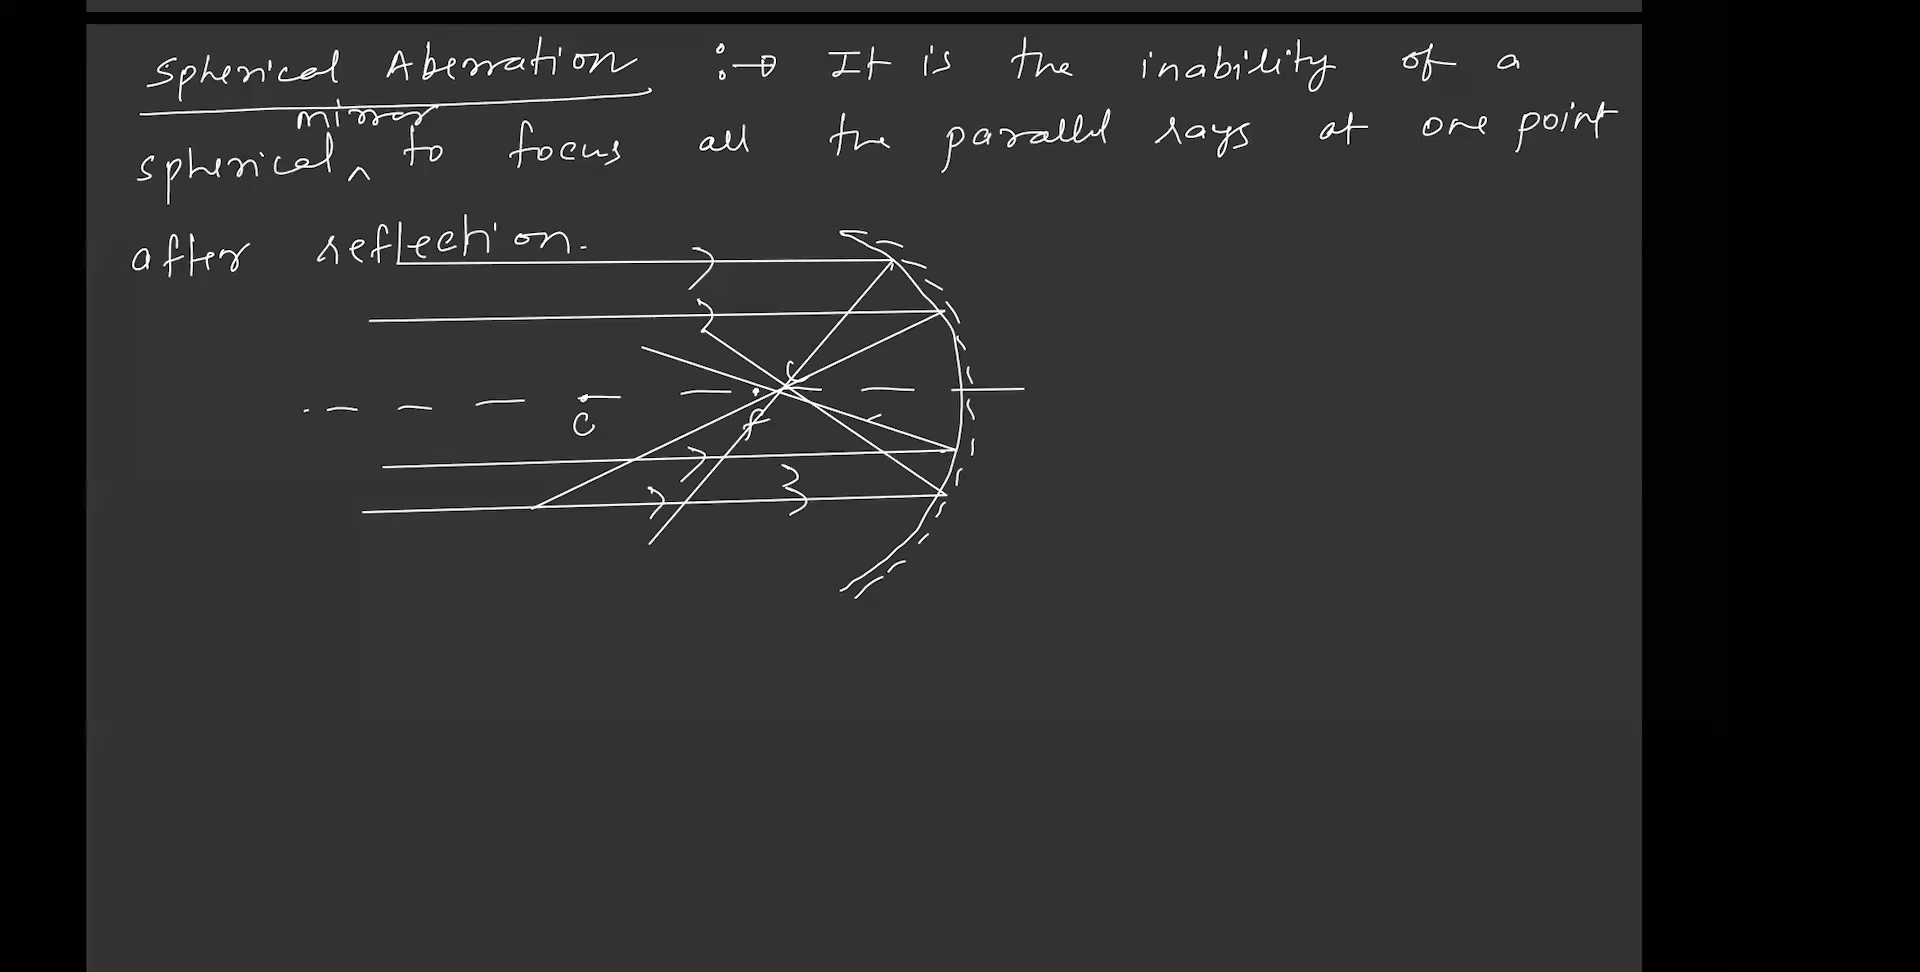 Spherical Aberration :→ It is the inability of a
spherical mirror to focus all the parallel rays at one point
after reflection.
C
f